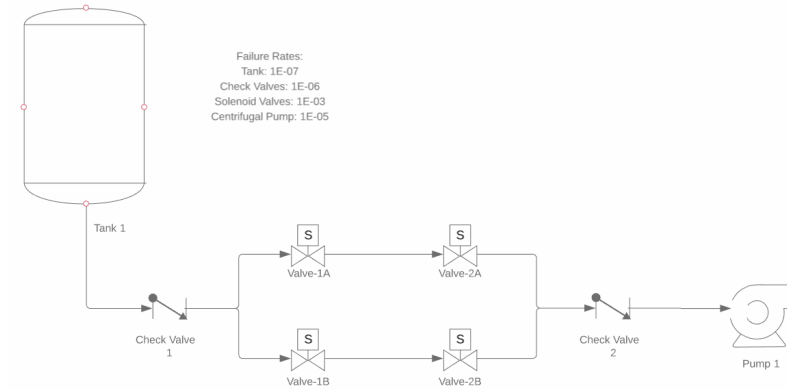 Failure Rates:
Tank: 1E-07
Check Valves: 1E-06
Solenoid Valves: 1E-03
Centrifugal Pump: 1E-05
Tank 1
S
S
Valve-1A
Valve-2A
Check Valve
1
Check Valve
2
S
S
Valve-1B
Valve-2B
Pump 1